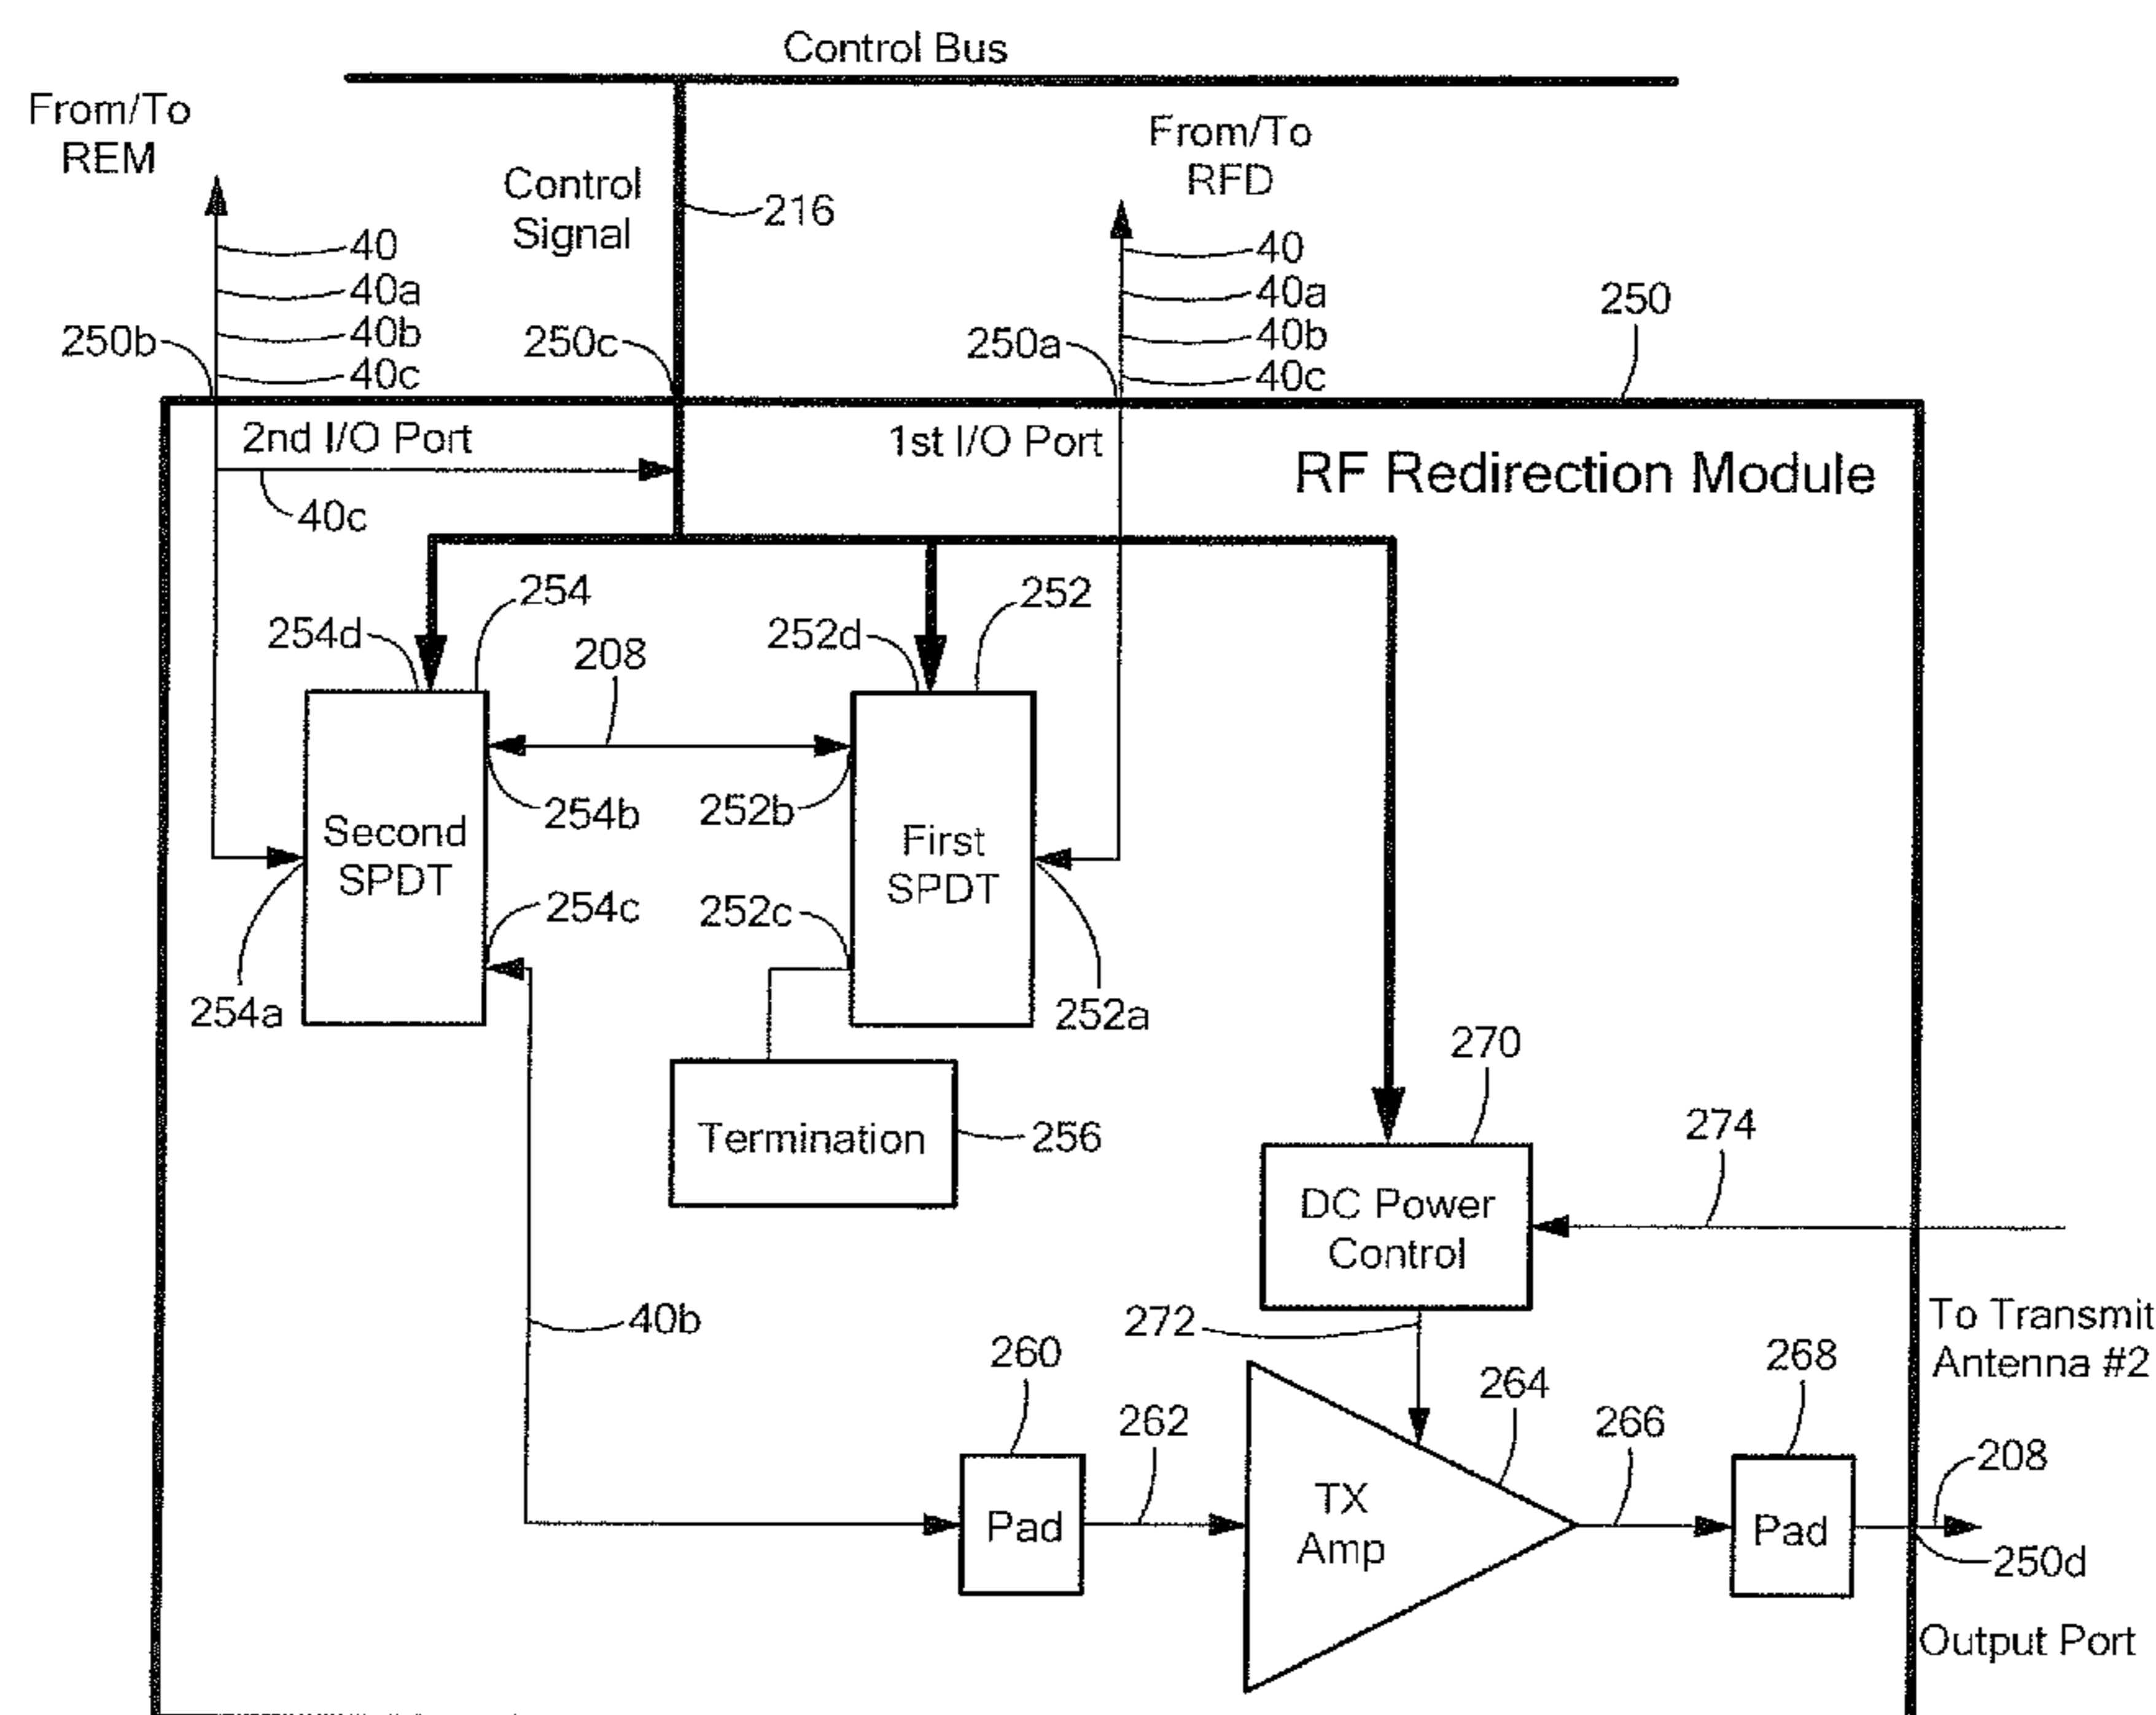 Control Bus
From/To
REM
From/To
RFD
Control
Signal
216
40
40a
40b
40c
40
40a
40b
40c
250
250b
250c
250a
2nd I/O Port
1st I/O Port
RF Redirection Module
40c
254
252
254d
208
252d
254b
252b
Second
SPDT
First
SPDT
254c
252c
254a
252a
270
Termination
256
274
DC Power
Control
40b
272
To Transmit
Antenna #2
260
262
264
266
268
208
Pad
TX
Amp
Pad
250d
Output Port